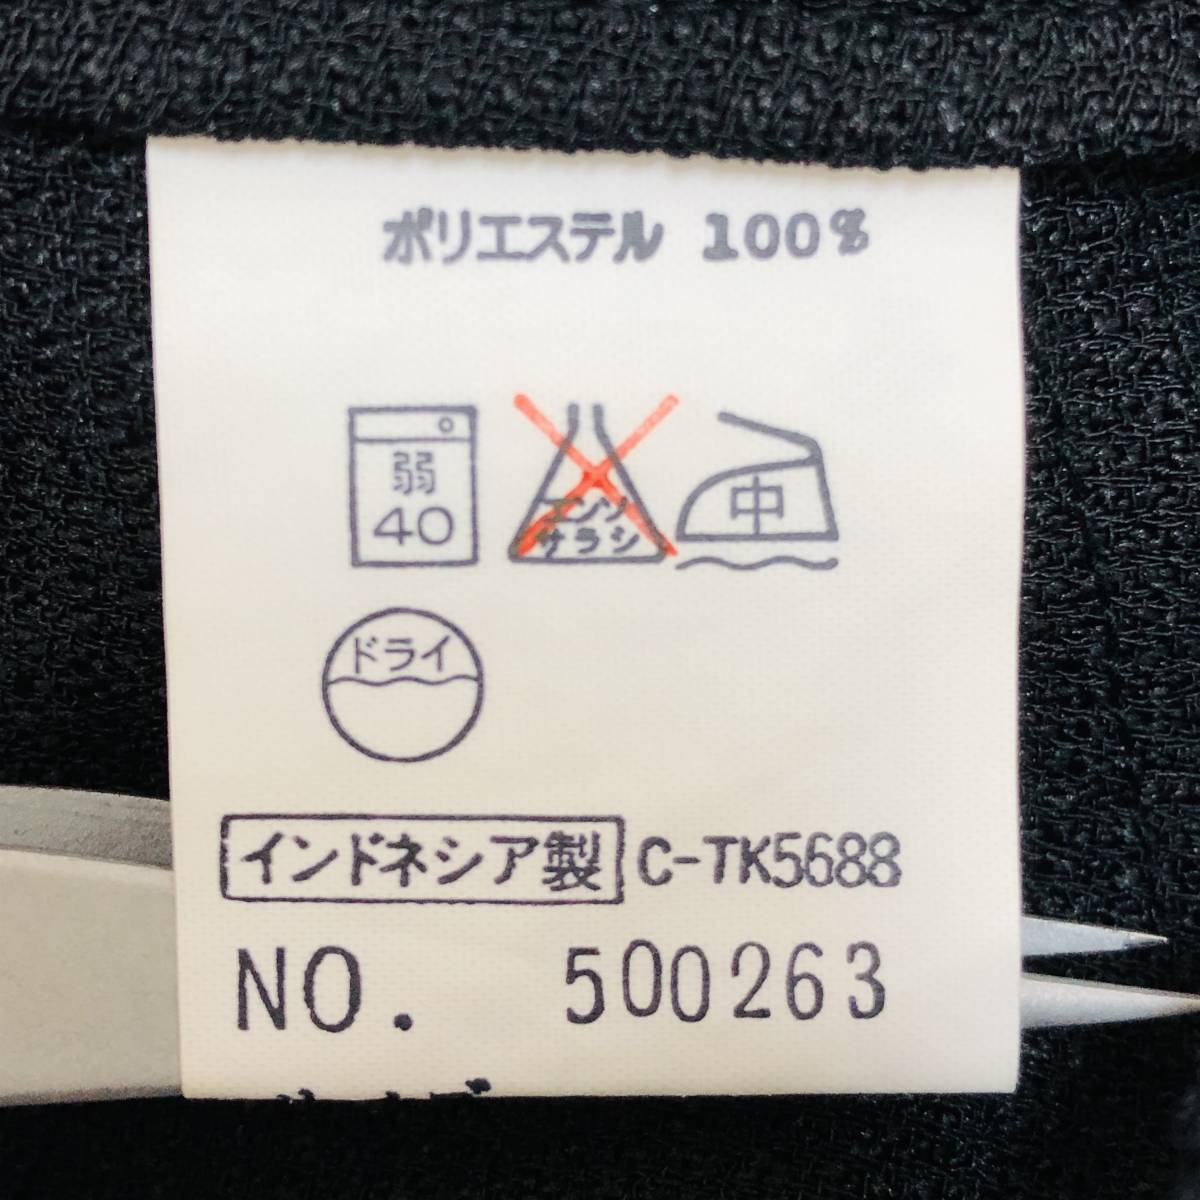 ポリエステル 100%
弱
40
エンソ
サラシ
中
ドライ
インドネシア製 C-TK5688
NO. 500263